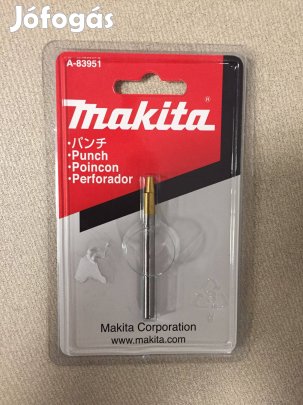 Jófogás
A-83951
makita®
・パンチ
・Punch
・Poincon
・Perforador
Makita Corporation
www.makita.com